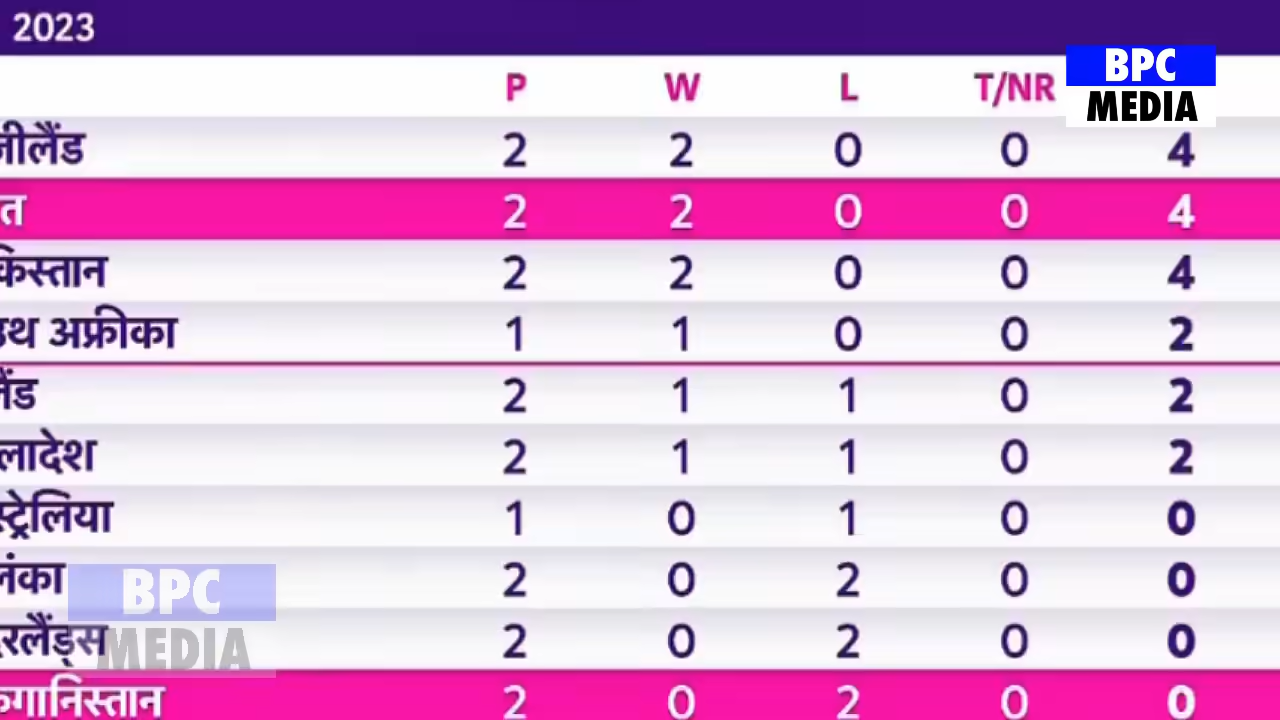 2023
P W L T/NR BPC
MEDIA
जीलैंड 2 2 0 0 4
त 2 2 0 0 4
किस्तान 2 2 0 0 4
उथ अफ्रीका 1 1 0 0 2
लैंड 2 1 1 0 2
लादेश 2 1 1 0 2
स्ट्रेलिया 1 0 1 0 0
लंका 2 0 2 0 0
BPC
रलैंड्स 2 0 2 0 0
MEDIA
फगानिस्तान 2 0 2 0 0